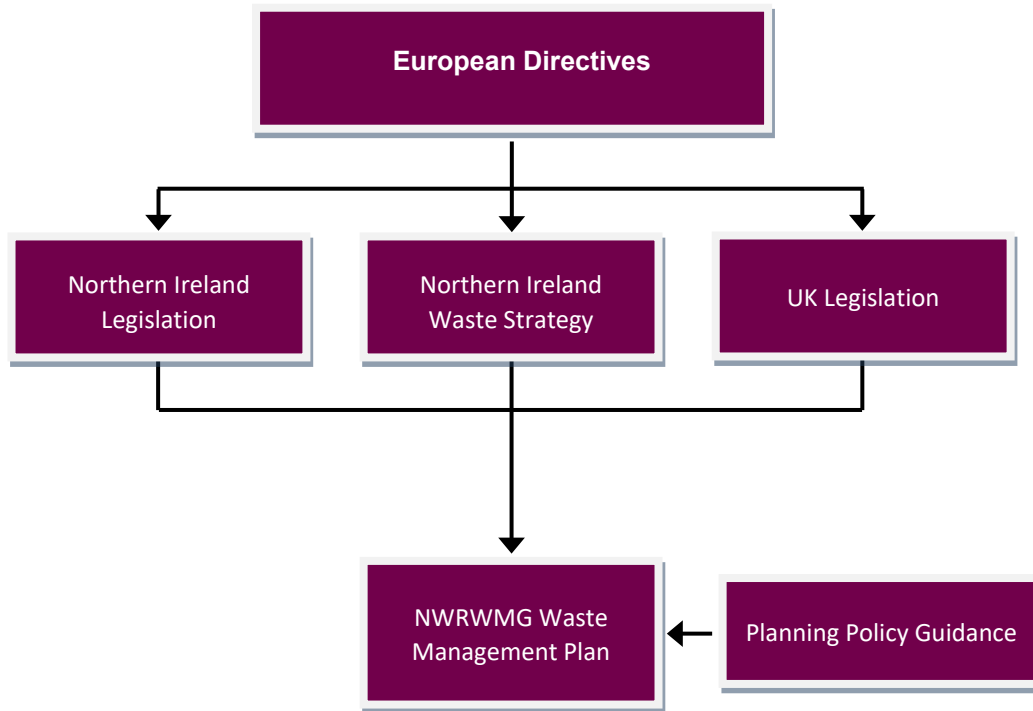 European Directives
Northern Ireland
Legislation
Northern Ireland
Waste Strategy
UK Legislation
NWRWMG Waste
Management Plan
Planning Policy Guidance